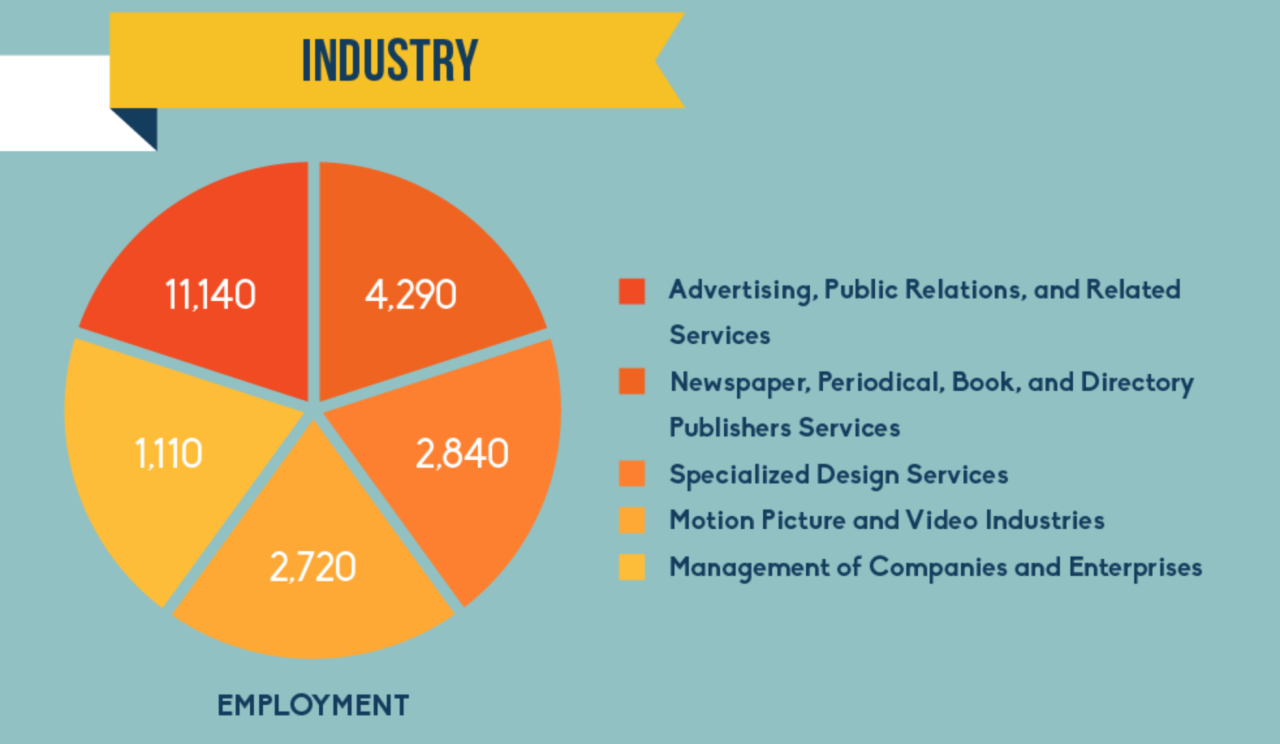 INDUSTRY
11,140
4,290
1,110
2,840
2,720
EMPLOYMENT
Advertising, Public Relations, and Related
Services
Newspaper, Periodical, Book, and Directory
Publishers Services
Specialized Design Services
Motion Picture and Video Industries
Management of Companies and Enterprises